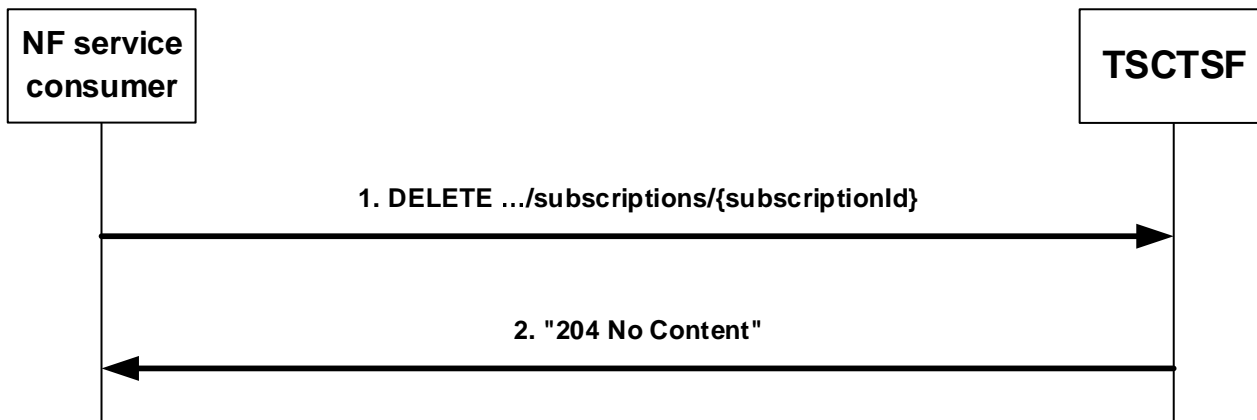 NF service
consumer
TSCTSF
1. DELETE …/subscriptions/{subscriptionId}
2. "204 No Content"